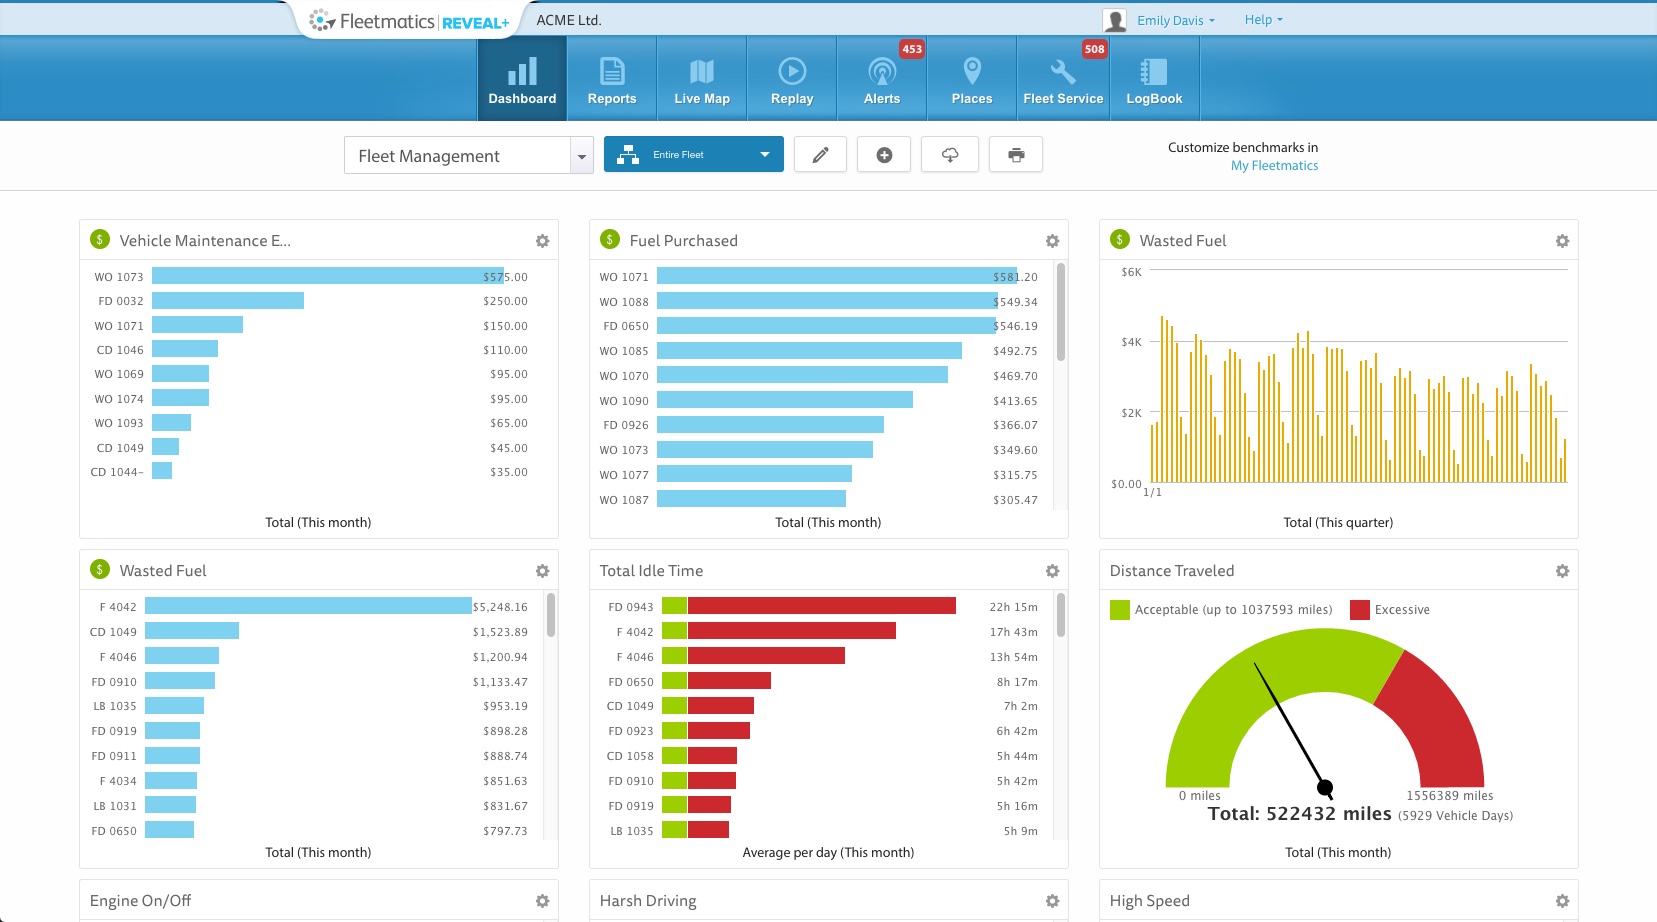 Fleetmatics REVEAL+ ACME Ltd. Emily Davis Help
453 508
Dashboard Reports Live Map Replay Alerts Places Fleet Service LogBook
Fleet Management Entire Fleet
Customize benchmarks in
My Fleetmatics
$ Vehicle Maintenance E...
WO 1073 $575.00
FD 0032 $250.00
WO 1071 $150.00
CD 1046 $110.00
WO 1069 $95.00
WO 1074 $95.00
WO 1093 $65.00
CD 1049 $45.00
CD 1044- $35.00
Total (This month)
$ Fuel Purchased
WO 1071 $581.20
WO 1088 $549.34
FD 0650 $546.19
WO 1085 $492.75
WO 1070 $469.70
WO 1090 $413.65
FD 0926 $366.07
WO 1073 $349.60
WO 1077 $315.75
WO 1087 $305.47
Total (This month)
$ Wasted Fuel
$6K
$4K
$2K
$0.00
1/1
Total (This quarter)
$ Wasted Fuel
F 4042 $5,248.16
CD 1049 $1,523.89
F 4046 $1,200.94
FD 0910 $1,133.47
LB 1035 $953.19
FD 0919 $898.28
FD 0911 $888.74
F 4034 $851.63
LB 1031 $831.67
FD 0650 $797.73
Total (This month)
Total Idle Time
FD 0943 22h 15m
F 4042 17h 43m
F 4046 13h 54m
FD 0650 8h 17m
CD 1049 7h 2m
FD 0923 6h 42m
CD 1058 5h 44m
FD 0910 5h 42m
FD 0919 5h 16m
LB 1035 5h 9m
Average per day (This month)
Distance Traveled
Acceptable (up to 1037593 miles) Excessive
0 miles 1556389 miles
Total: 522432 miles (5929 Vehicle Days)
Total (This month)
Engine On/Off
Harsh Driving
High Speed